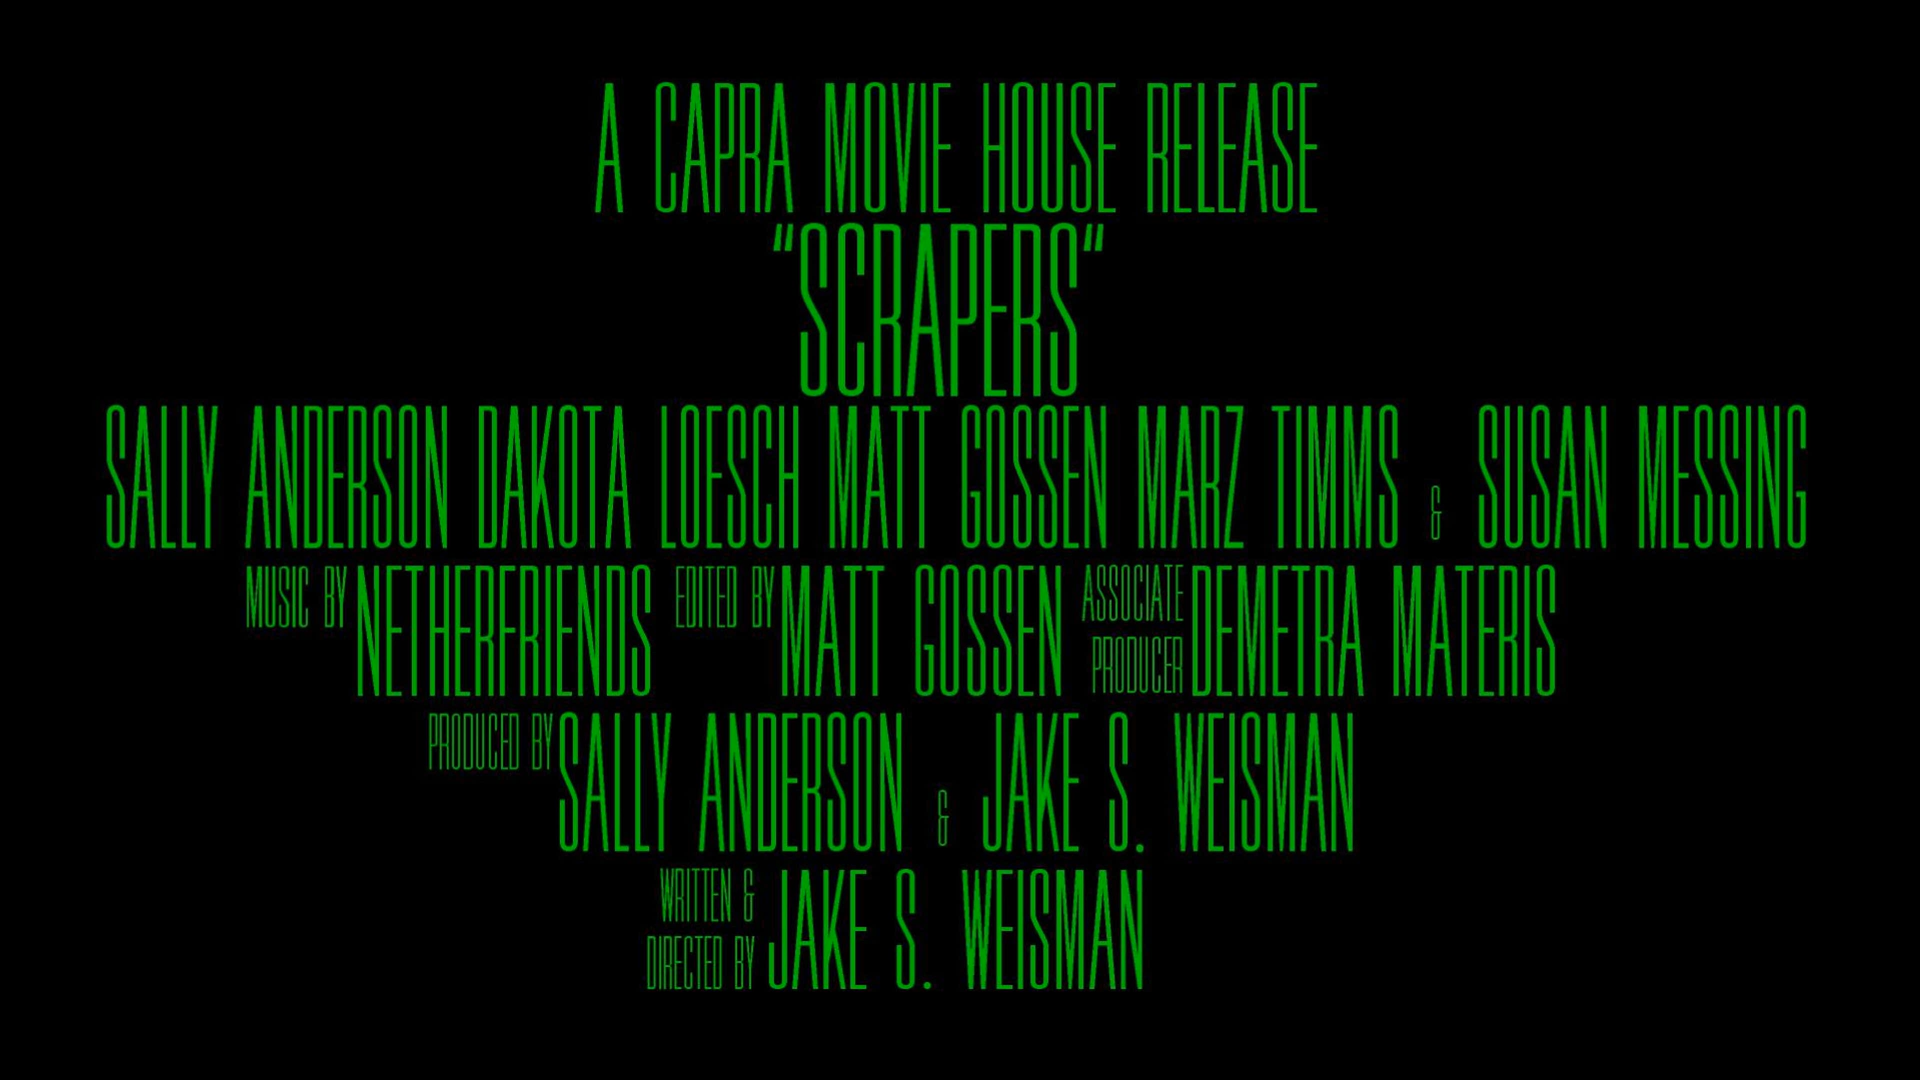 A CAPRA MOVIE HOUSE RELEASE
"SCRAPERS"
SALLY ANDERSON DAKOTA LOESCH MATT GOSSEN MARZ TIMMS & SUSAN MESSING
MUSIC BY NETHERFRIENDS EDITED BY MATT GOSSEN ASSOCIATE PRODUCER DEMETRA MATERIS
PRODUCED BY SALLY ANDERSON & JAKE S. WEISMAN
WRITTEN & DIRECTED BY JAKE S. WEISMAN